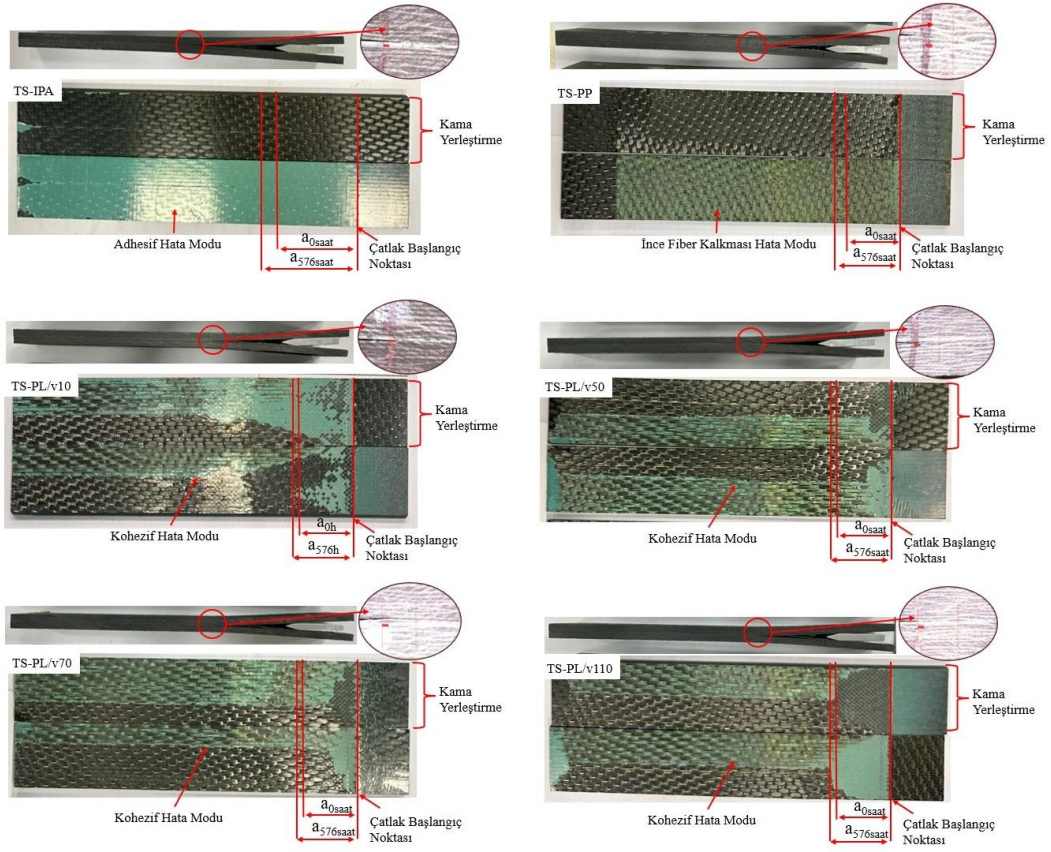 TS-IPA
Kama
Yerleştirme
Adhesif Hata Modu
a0saat
a576saat
Çatlak Başlangıç
Noktası
TS-PP
Kama
Yerleştirme
İnce Fiber Kalkması Hata Modu
a0saat
a576saat
Çatlak Başlangıç
Noktası
TS-PL/v10
Kama
Yerleştirme
Kohezif Hata Modu
a0h
a576h
Çatlak Başlangıç
Noktası
TS-PL/v50
Kama
Yerleştirme
Kohezif Hata Modu
a0saat
a576saat
Çatlak Başlangıç
Noktası
TS-PL/v70
Kama
Yerleştirme
Kohezif Hata Modu
a0saat
a576saat
Çatlak Başlangıç
Noktası
TS-PL/v110
Kama
Yerleştirme
Kohezif Hata Modu
a0saat
a576saat
Çatlak Başlangıç
Noktası